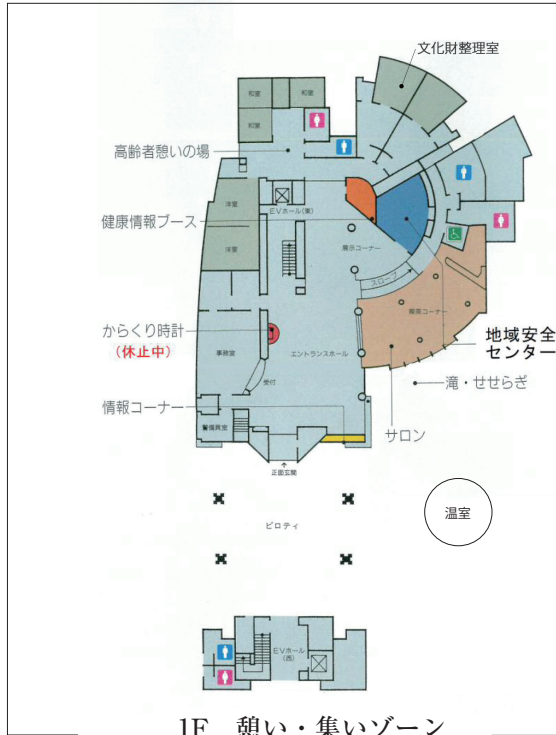 文化財整理室
和室
和室
和室
高齢者憩いの場
洋室
EVホール(東)
健康情報ブース
洋室
展示コーナー
スロープ
からくり時計
(休止中)
事務室
エントランスホール
地域安全
センター
滝・せせらぎ
受付
情報コーナー
警備員室
サロン
正面玄関
温室
ピロティ
EVホール
(西)
1F 憩い・集いゾーン